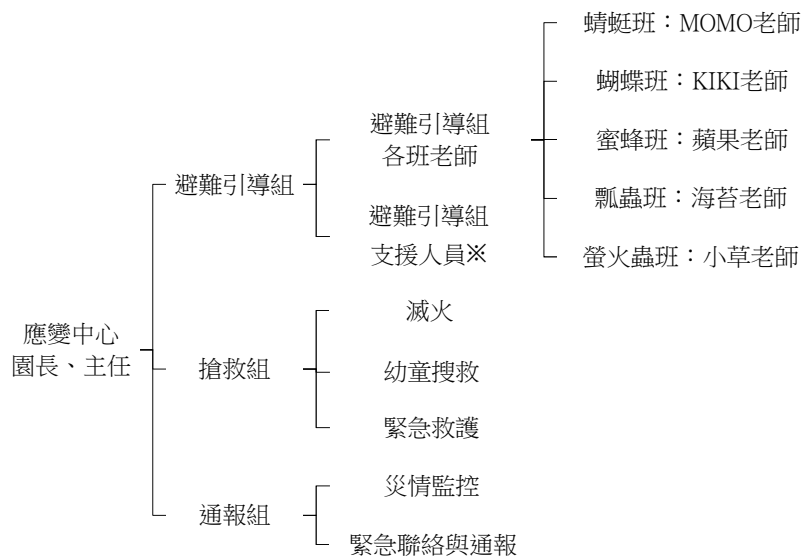 應變中心
園長、主任
避難引導組
避難引導組
各班老師
蜻蜓班：MOMO老師
蝴蝶班：KIKI老師
蜜蜂班：蘋果老師
瓢蟲班：海苔老師
螢火蟲班：小草老師
避難引導組
支援人員※
搶救組
滅火
幼童搜救
緊急救護
通報組
災情監控
緊急聯絡與通報